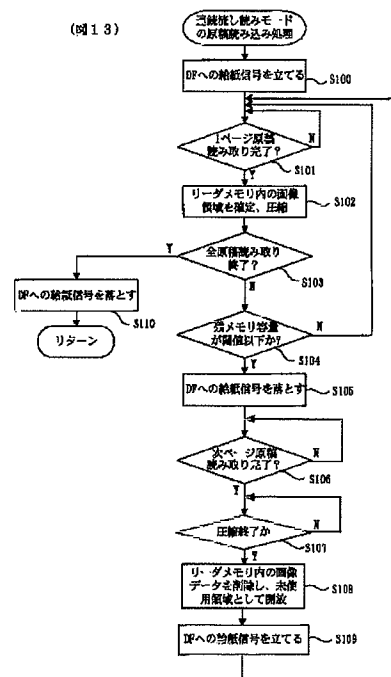 (図13)
連続流し読みモード
の原稿読み込み処理
DFへの給紙信号を立てる
S100
1ページ原稿
読み取り完了?
N
S101
Y
リーダメモリ内の画像
領域を確定、圧縮
S102
Y
全原稿読み取り
終了?
S103
N
DFへの給紙信号を落とす
S110
リターン
残メモリ容量
が閾値以下か?
N
S104
Y
DFへの給紙信号を落とす
S105
次ページ原稿
読み取り完了?
N
S106
Y
圧縮終了か
N
S107
Y
リーダメモリ内の画像
データを削除し、未使
用領域として開放
S108
DFへの給紙信号を立てる
S109